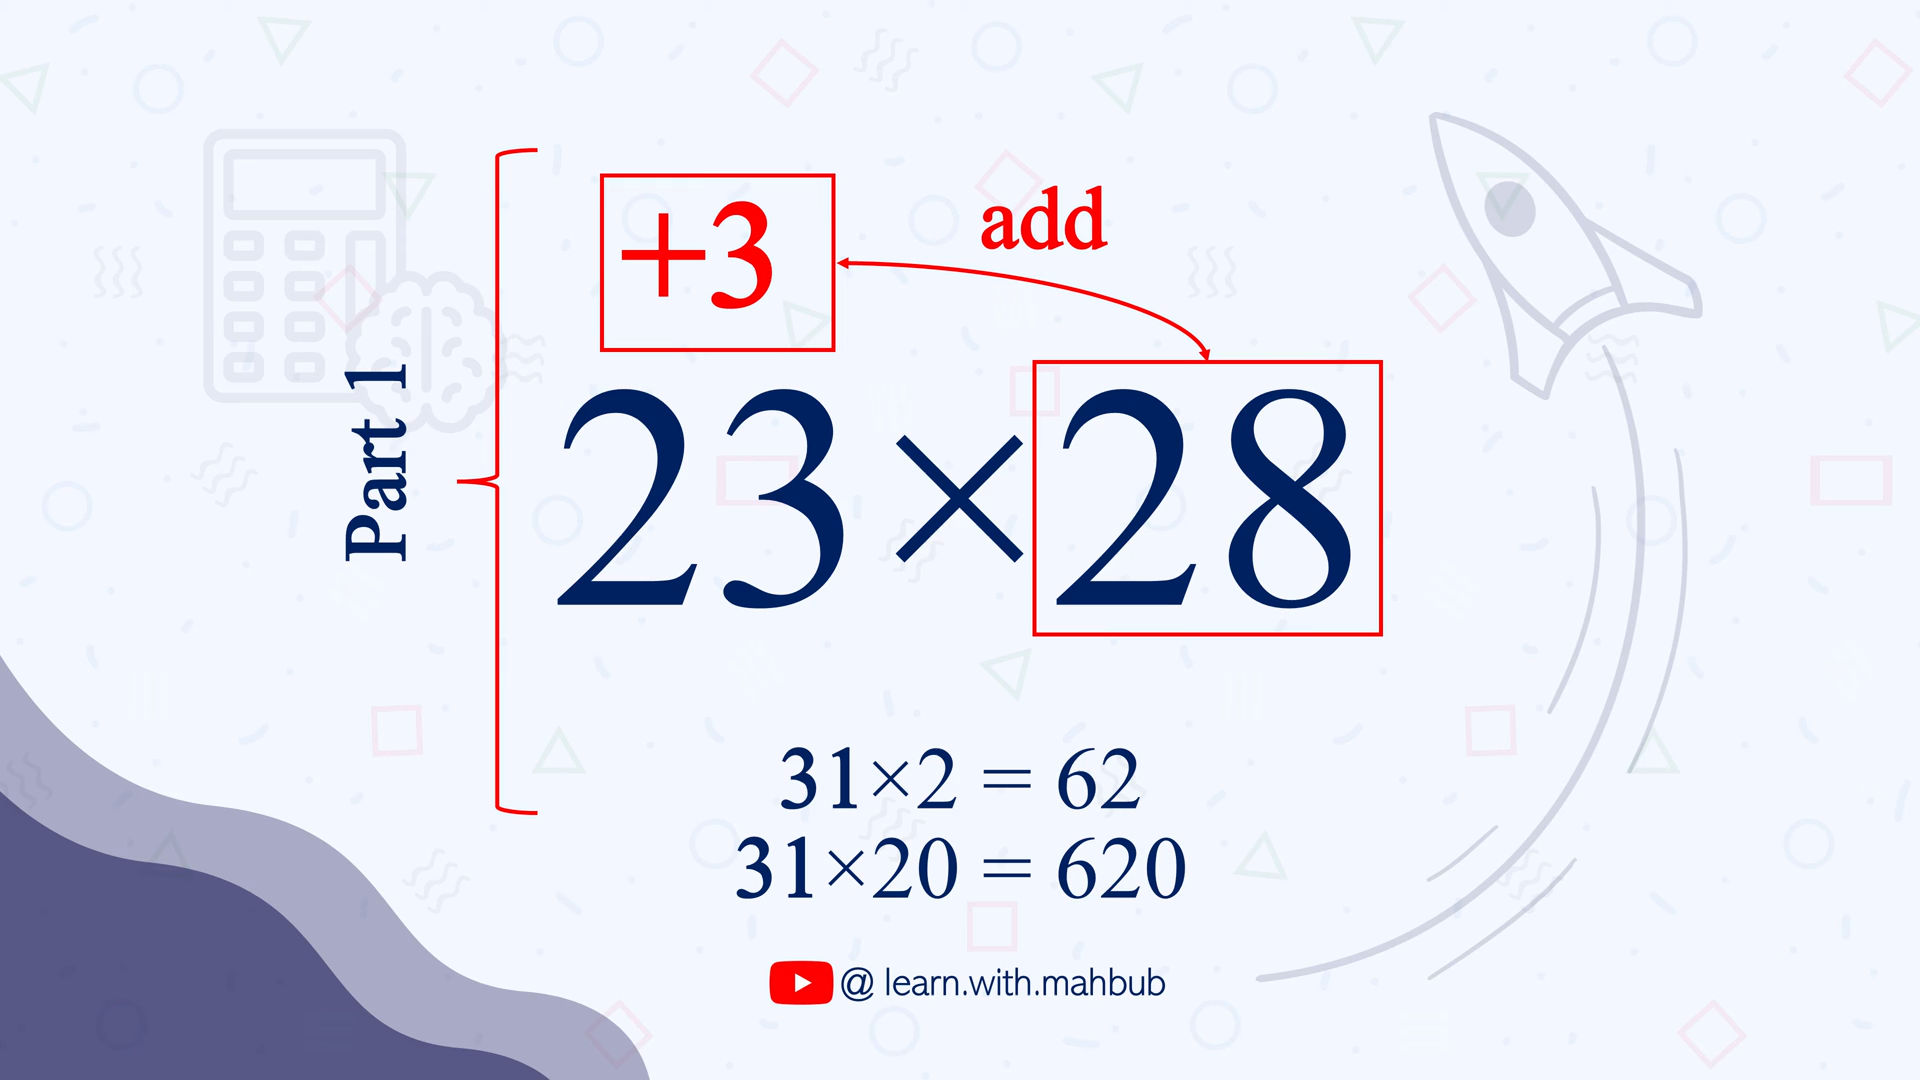 Part 1
+3
add
23×28
31×2 = 62
31×20 = 620
@ learn.with.mahbub